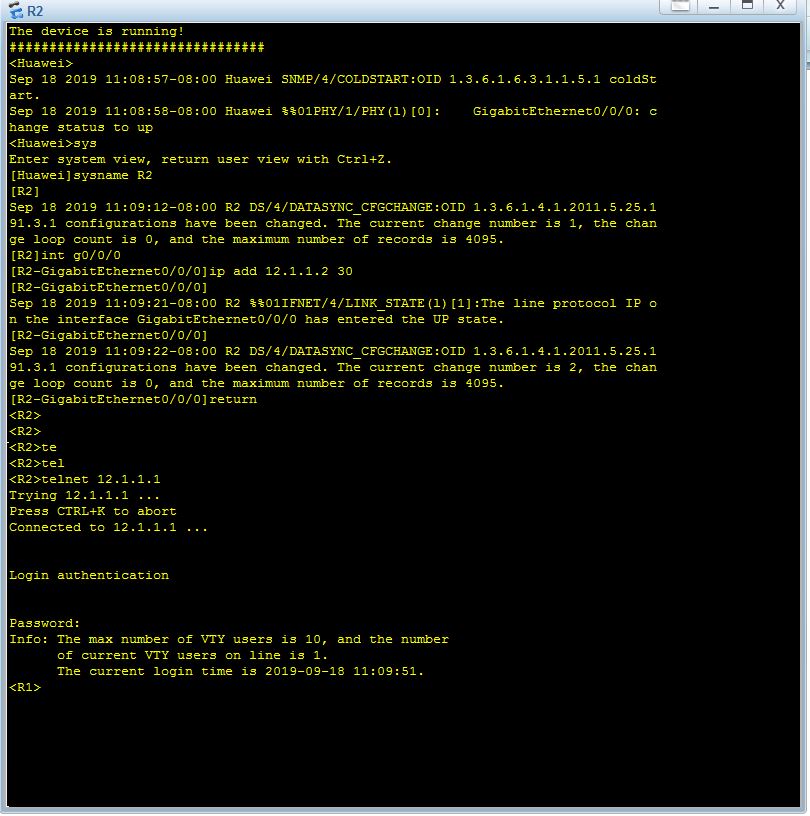 R2
The device is running!
################################
<Huawei>
Sep 18 2019 11:08:57-08:00 Huawei SNMP/4/COLDSTART:OID 1.3.6.1.6.3.1.1.5.1 coldSt
art.
Sep 18 2019 11:08:58-08:00 Huawei %%01PHY/1/PHY(l)[0]:    GigabitEthernet0/0/0: c
hange status to up
<Huawei>sys
Enter system view, return user view with Ctrl+Z.
[Huawei]sysname R2
[R2]
Sep 18 2019 11:09:12-08:00 R2 DS/4/DATASYNC_CFGCHANGE:OID 1.3.6.1.4.1.2011.5.25.1
91.3.1 configurations have been changed. The current change number is 1, the chan
ge loop count is 0, and the maximum number of records is 4095.
[R2]int g0/0/0
[R2-GigabitEthernet0/0/0]ip add 12.1.1.2 30
[R2-GigabitEthernet0/0/0]
Sep 18 2019 11:09:21-08:00 R2 %%01IFNET/4/LINK_STATE(l)[1]:The line protocol IP o
n the interface GigabitEthernet0/0/0 has entered the UP state.
[R2-GigabitEthernet0/0/0]
Sep 18 2019 11:09:22-08:00 R2 DS/4/DATASYNC_CFGCHANGE:OID 1.3.6.1.4.1.2011.5.25.1
91.3.1 configurations have been changed. The current change number is 2, the chan
ge loop count is 0, and the maximum number of records is 4095.
[R2-GigabitEthernet0/0/0]return
<R2>
<R2>
<R2>te
<R2>tel
<R2>telnet 12.1.1.1
Trying 12.1.1.1 ...
Press CTRL+K to abort
Connected to 12.1.1.1 ...
Login authentication
Password:
Info: The max number of VTY users is 10, and the number
      of current VTY users on line is 1.
      The current login time is 2019-09-18 11:09:51.
<R1>